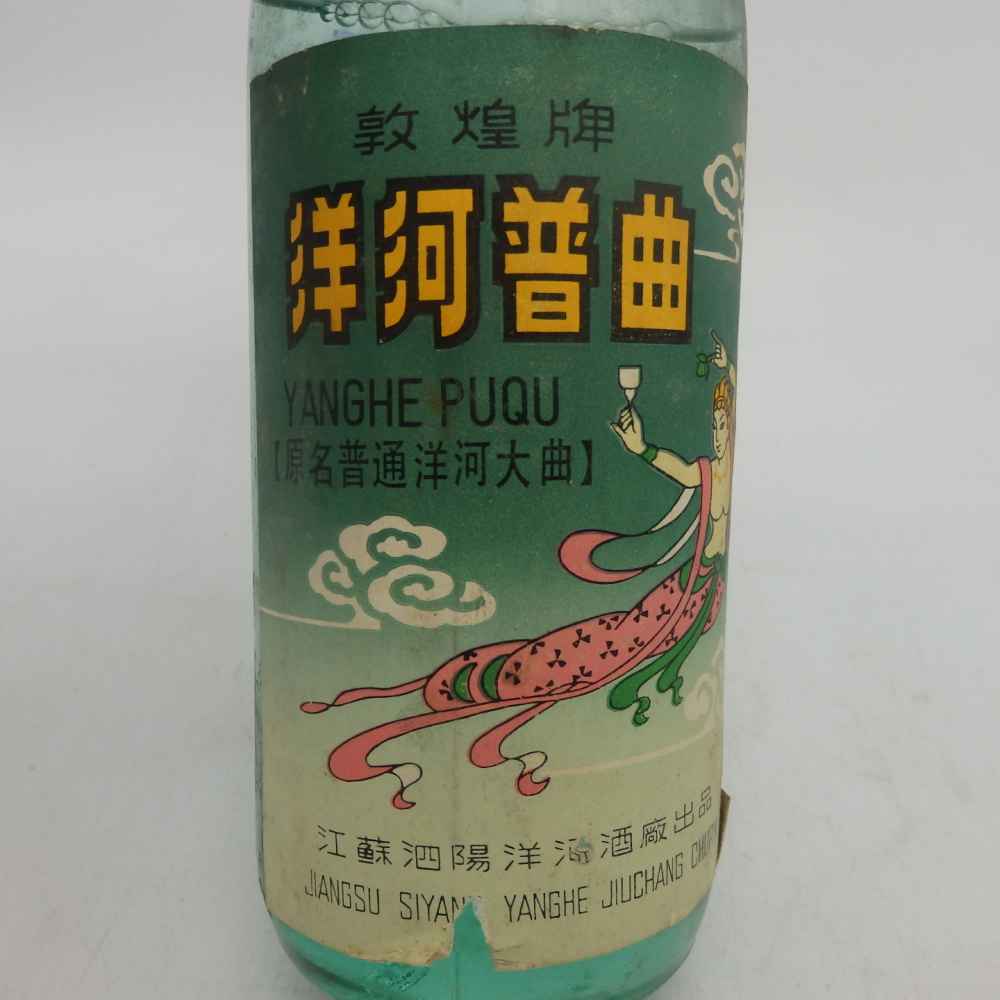 敦煌牌
洋河普曲
YANGHE PUQU
【原名普通洋河大曲】
江蘇泗陽洋河酒廠出品
JIANGSU SIYANG YANGHE JIUCHANG